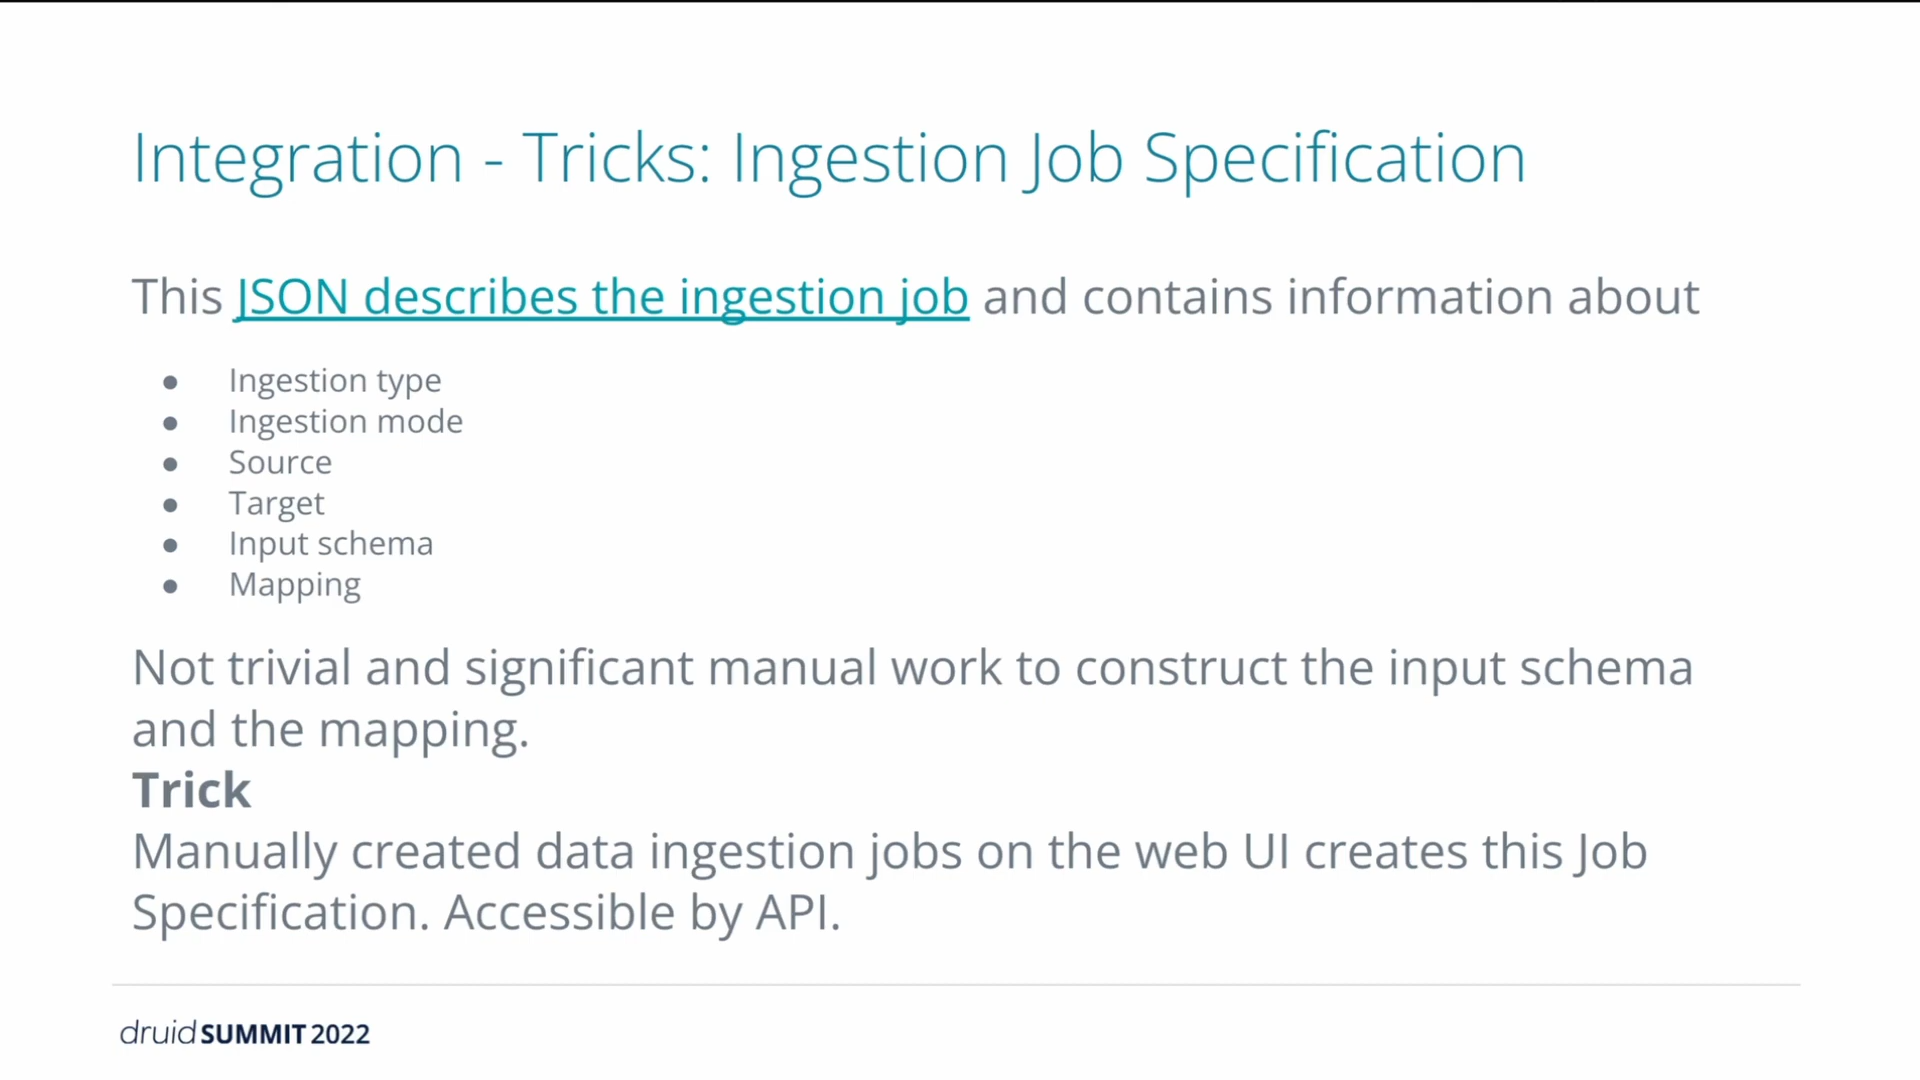 Integration - Tricks: Ingestion Job Specification
This JSON describes the ingestion job and contains information about
● Ingestion type
● Ingestion mode
● Source
● Target
● Input schema
● Mapping
Not trivial and significant manual work to construct the input schema
and the mapping.
Trick
Manually created data ingestion jobs on the web UI creates this Job
Specification. Accessible by API.
druid SUMMIT 2022